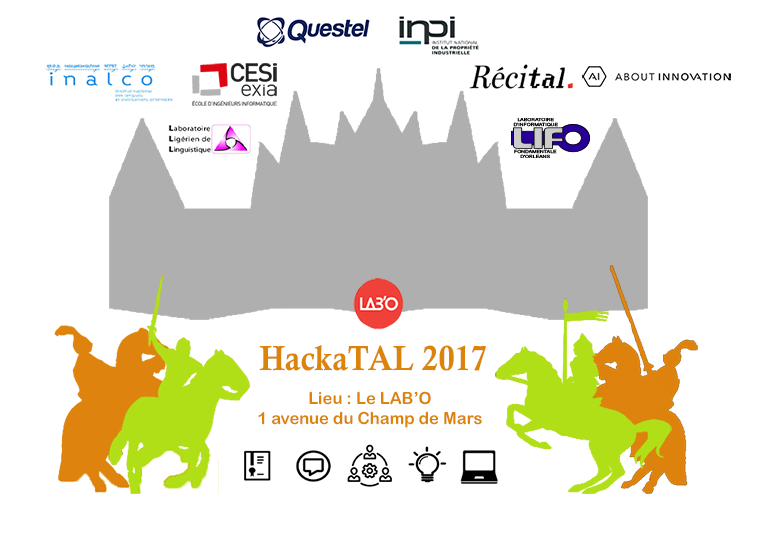 Questel
inpi
INSTITUT NATIONAL
DE LA PROPRIÉTÉ
INDUSTRIELLE
inalco
CESi
exia
ÉCOLE D'INGÉNIEURS INFORMATIQUE
Récital.
AI ABOUT INNOVATION
Laboratoire
Ligérien de
Linguistique
LABORATOIRE
D'INFORMATIQUE
LIFO
FONDAMENTALE
D'ORLÉANS
LAB'O
HackaTAL 2017
Lieu : Le LAB'O
1 avenue du Champ de Mars